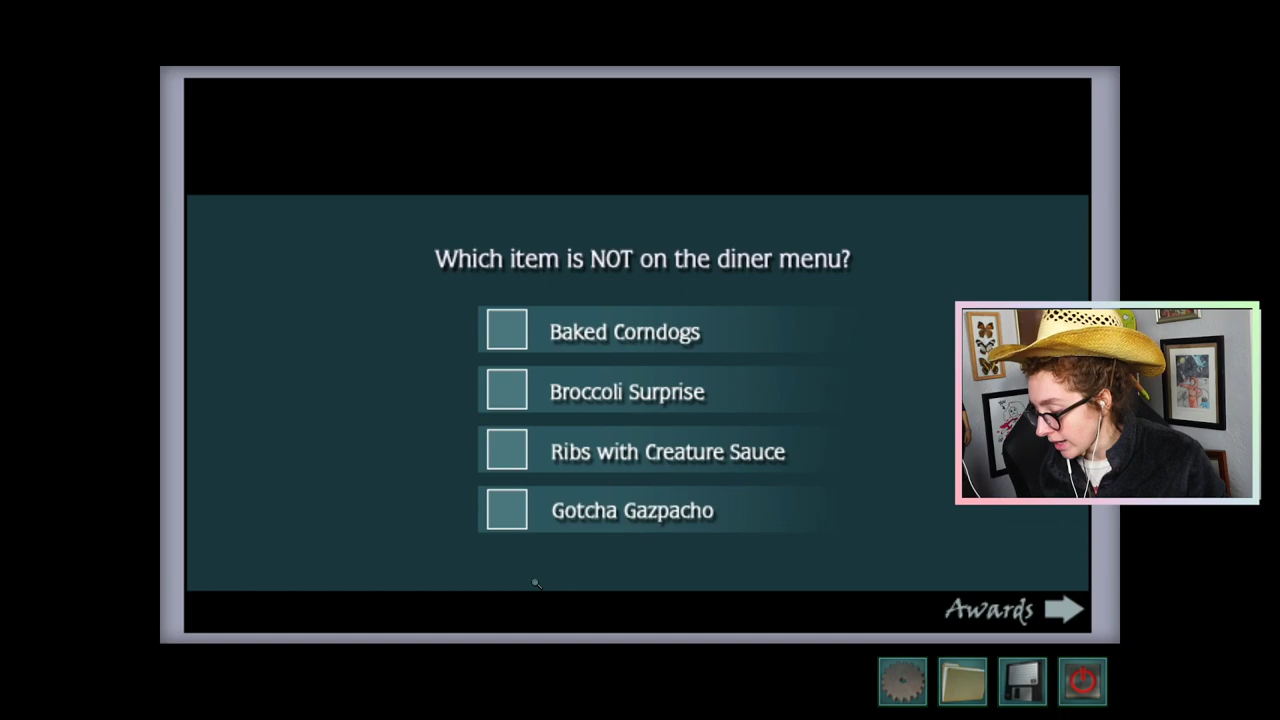 Which item is NOT on the diner menu?
Baked Corndogs
Broccoli Surprise
Ribs with Creature Sauce
Gotcha Gazpacho
Awards